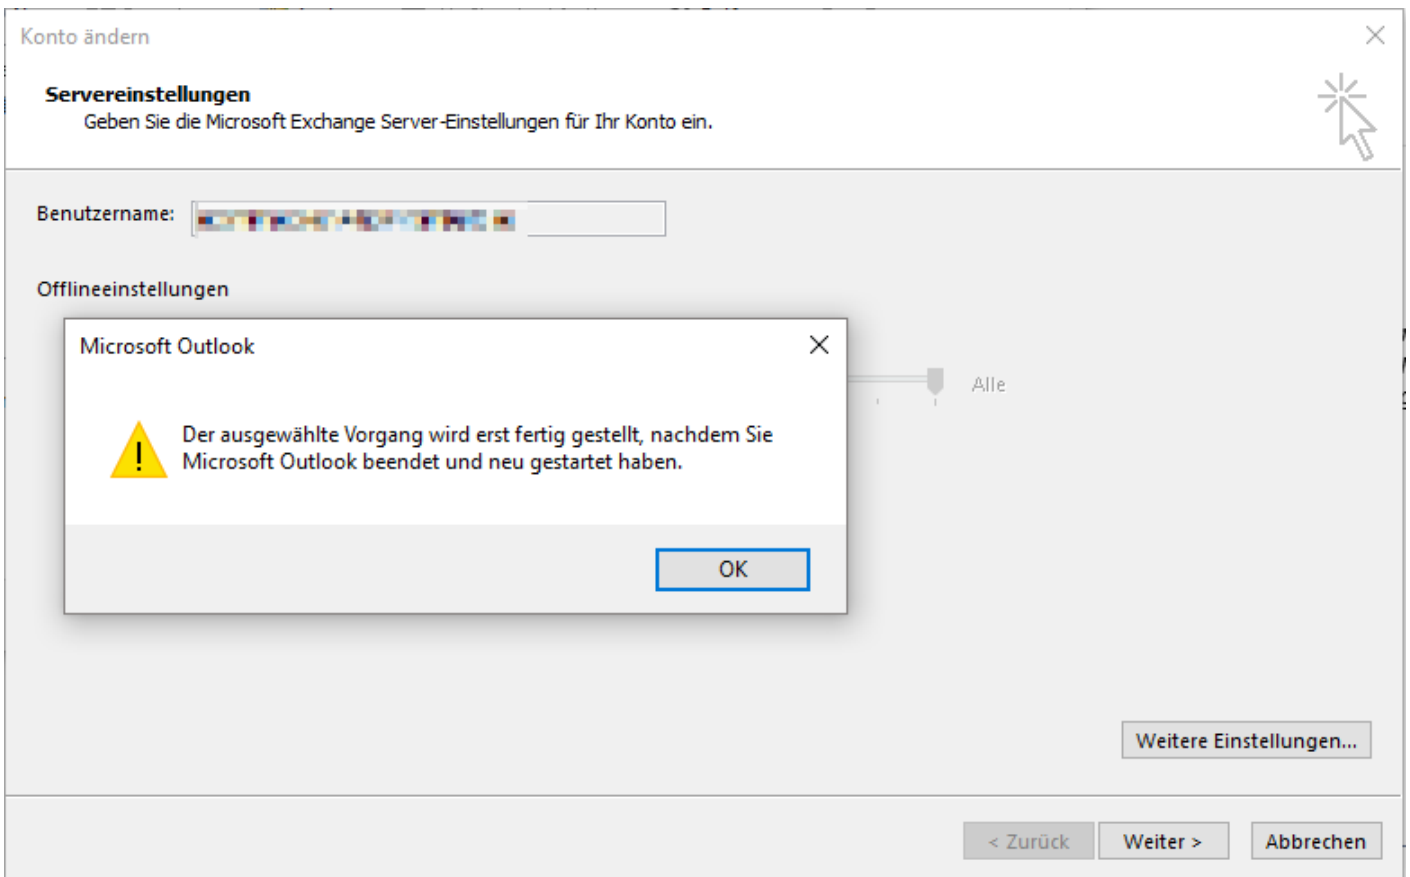 Konto ändern
Servereinstellungen
Geben Sie die Microsoft Exchange Server-Einstellungen für Ihr Konto ein.
Benutzername:
Offlineeinstellungen
Microsoft Outlook
Alle
Der ausgewählte Vorgang wird erst fertig gestellt, nachdem Sie
Microsoft Outlook beendet und neu gestartet haben.
OK
Weitere Einstellungen...
< Zurück
Weiter >
Abbrechen